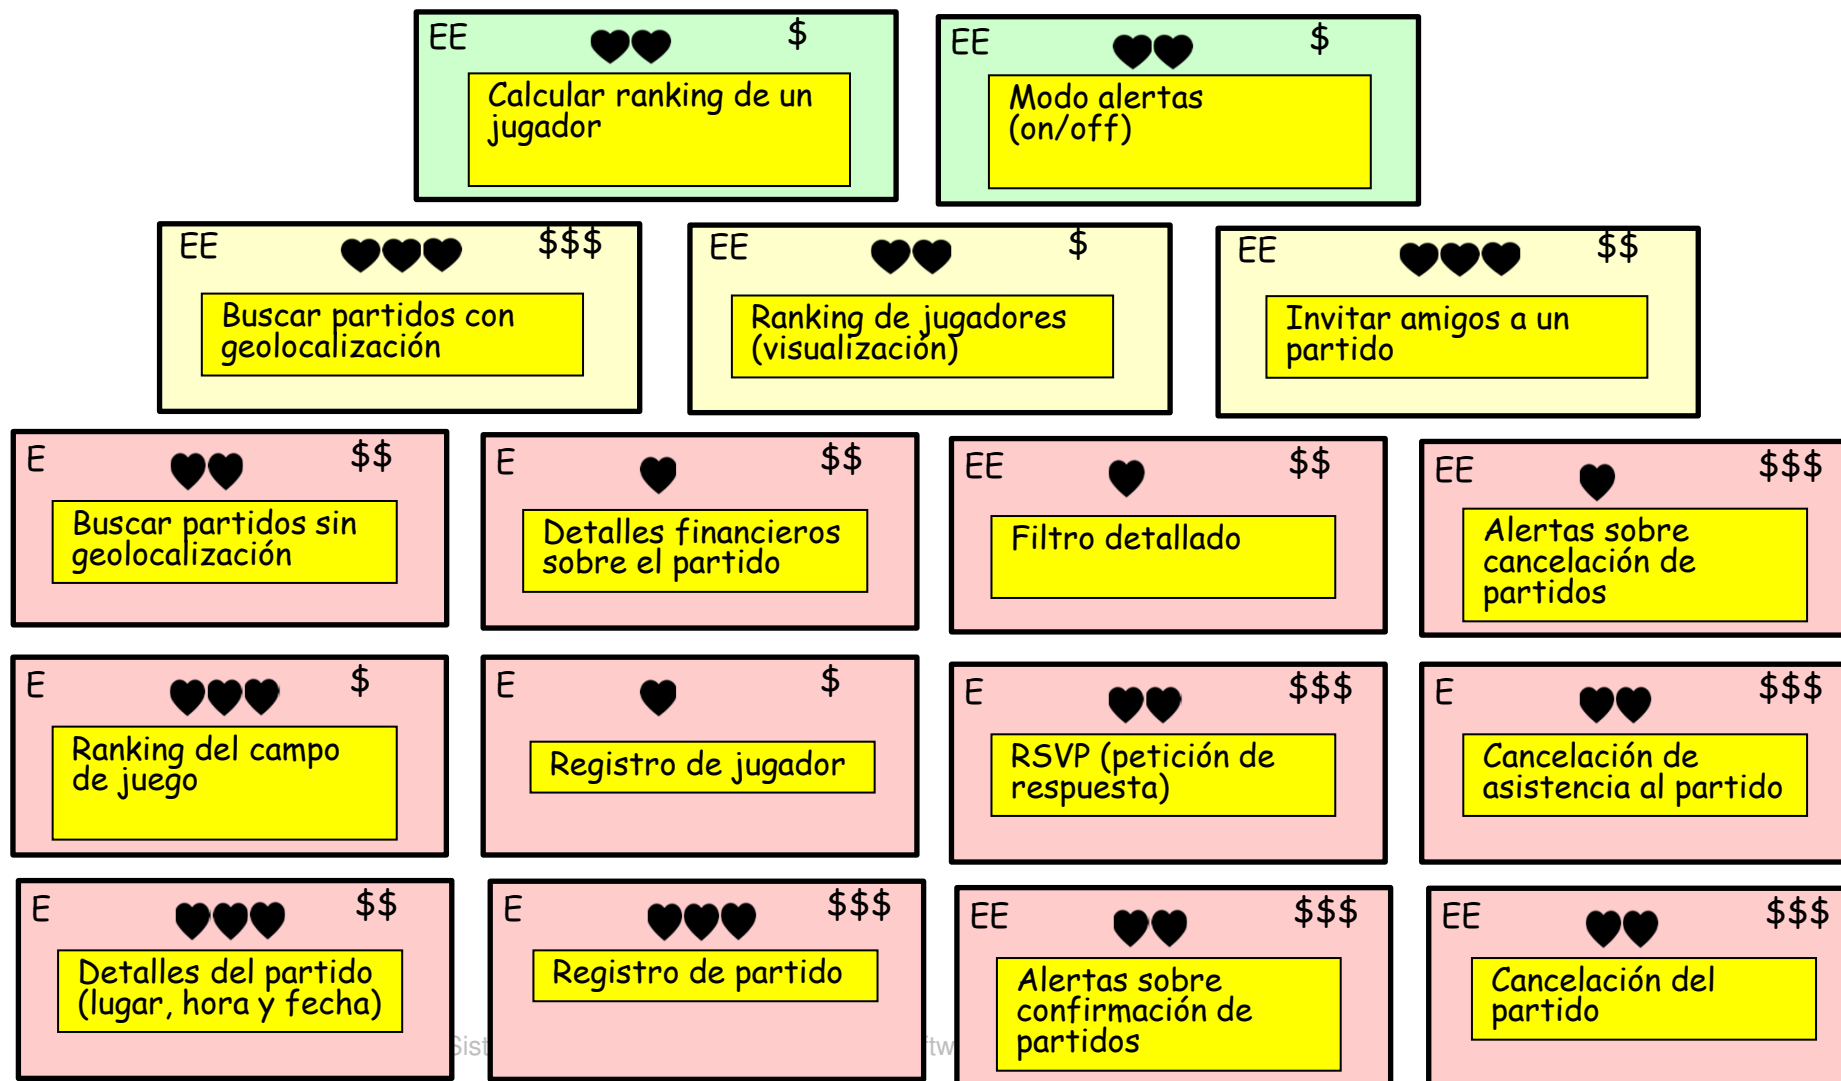 EE $
Calcular ranking de un
jugador
EE $
Modo alertas
(on/off)
EE $$$
Buscar partidos con
geolocalización
EE $
Ranking de jugadores
(visualización)
EE $$
Invitar amigos a un
partido
E $$
Buscar partidos sin
geolocalización
E $$
Detalles financieros
sobre el partido
EE $$
Filtro detallado
EE $$$
Alertas sobre
cancelación de
partidos
E $
Ranking del campo
de juego
E $
Registro de jugador
E $$$
RSVP (petición de
respuesta)
E $$$
Cancelación de
asistencia al partido
E $$
Detalles del partido
(lugar, hora y fecha)
E $$$
Registro de partido
EE $$$
Alertas sobre
confirmación de
partidos
EE $$$
Cancelación del
partido